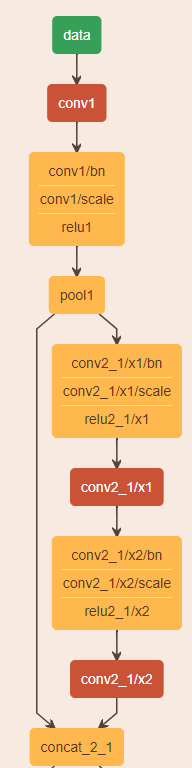 data
conv1
conv1/bn
conv1/scale
relu1
pool1
conv2_1/x1/bn
conv2_1/x1/scale
relu2_1/x1
conv2_1/x1
conv2_1/x2/bn
conv2_1/x2/scale
relu2_1/x2
conv2_1/x2
concat_2_1